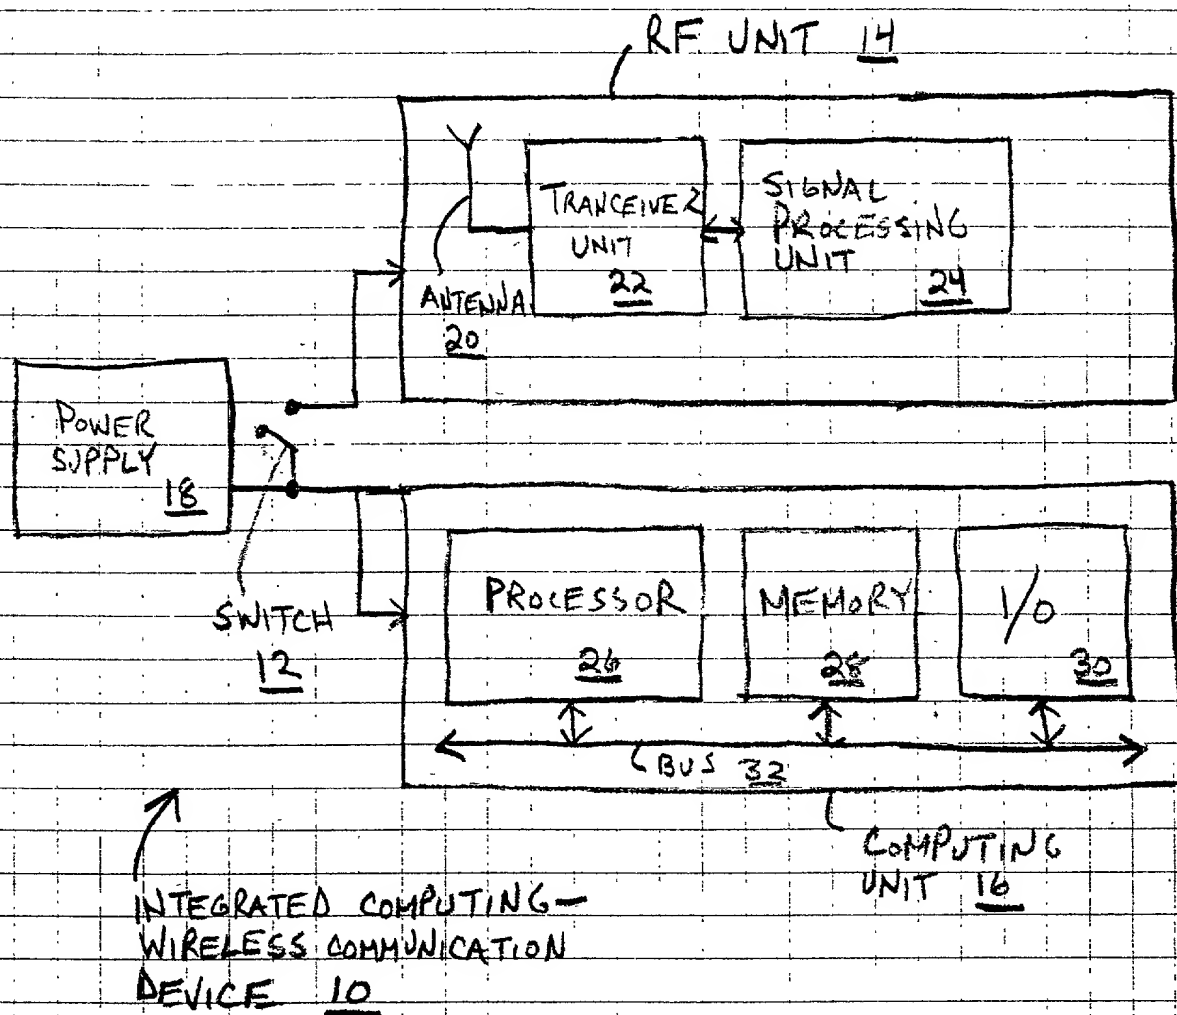 RF UNIT 14
TRANCEIVER
UNIT
22
SIGNAL
PROCESSING
UNIT
24
ANTENNA
20
POWER
SUPPLY
18
SWITCH
12
PROCESSOR
26
MEMORY
28
I/O
30
BUS 32
COMPUTING
UNIT 16
INTEGRATED COMPUTING-
WIRELESS COMMUNICATION
DEVICE 10